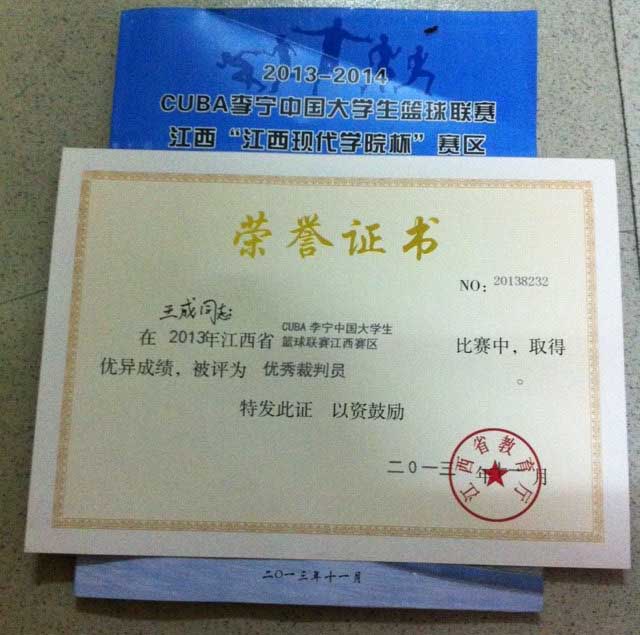 2013-2014
CUBA李宁中国大学生篮球联赛
江西“江西现代学院杯”赛区
荣誉证书
NO: 20138232
王成同志
在 2013年江西省 CUBA 李宁中国大学生 比赛中，取得
篮球联赛江西赛区
优异成绩，被评为 优秀裁判员 。
特发此证 以资鼓励
江西省教育厅
二0一三 年十一月
二〇一三年十一月